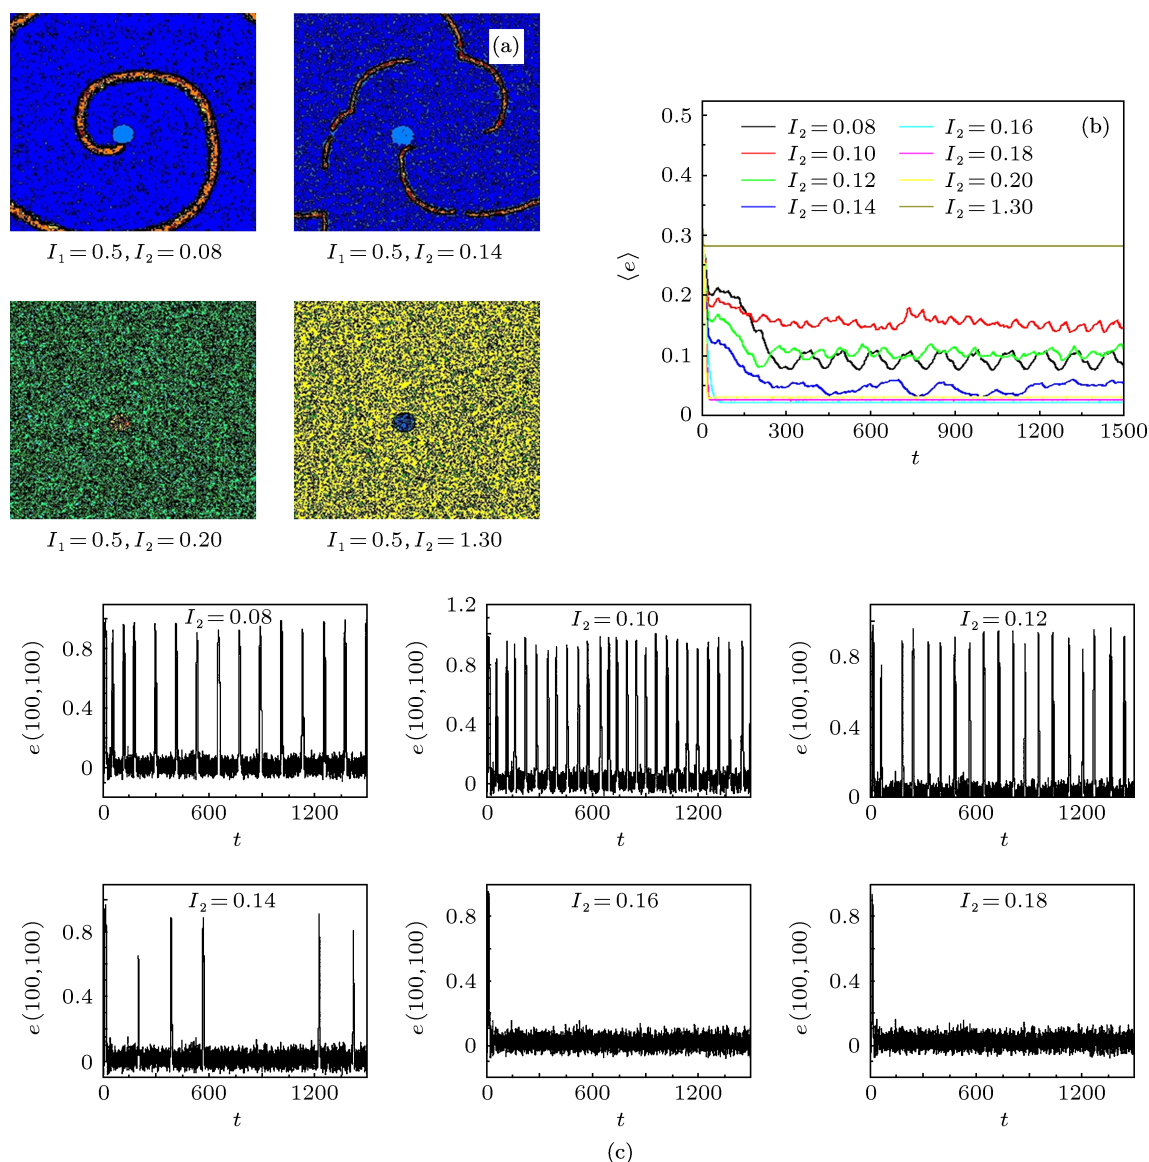 (a)
I₁=0.5, I₂=0.08
I₁=0.5, I₂=0.14
I₁=0.5, I₂=0.20
I₁=0.5, I₂=1.30
(b)
I₂=0.08
I₂=0.10
I₂=0.12
I₂=0.14
I₂=0.16
I₂=0.18
I₂=0.20
I₂=1.30
0.5
0.4
0.3
0.2
0.1
0
⟨e⟩
0 300 600 900 1200 1500
t
I₂=0.08
0.8
0.4
0
e(100,100)
0 600 1200
t
I₂=0.10
1.2
0.8
0.4
0
e(100,100)
0 600 1200
t
I₂=0.12
0.8
0.4
0
e(100,100)
0 600 1200
t
I₂=0.14
0.8
0.4
0
e(100,100)
0 600 1200
t
I₂=0.16
0.8
0.4
0
e(100,100)
0 600 1200
t
I₂=0.18
0.8
0.4
0
e(100,100)
0 600 1200
t
(c)